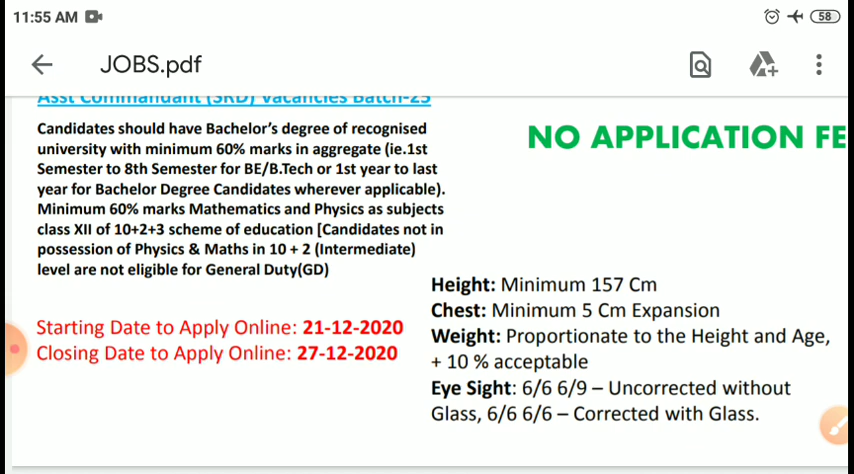 11:55 AM
58
JOBS.pdf
Asst Commandant (SRD) Vacancies Batch-25
Candidates should have Bachelor's degree of recognised
university with minimum 60% marks in aggregate (ie.1st
Semester to 8th Semester for BE/B.Tech or 1st year to last
year for Bachelor Degree Candidates wherever applicable).
Minimum 60% marks Mathematics and Physics as subjects
class XII of 10+2+3 scheme of education [Candidates not in
possession of Physics & Maths in 10 + 2 (Intermediate)
level are not eligible for General Duty(GD)
Starting Date to Apply Online: 21-12-2020
Closing Date to Apply Online: 27-12-2020
NO APPLICATION FE
Height: Minimum 157 Cm
Chest: Minimum 5 Cm Expansion
Weight: Proportionate to the Height and Age,
+ 10 % acceptable
Eye Sight: 6/6 6/9 – Uncorrected without
Glass, 6/6 6/6 – Corrected with Glass.